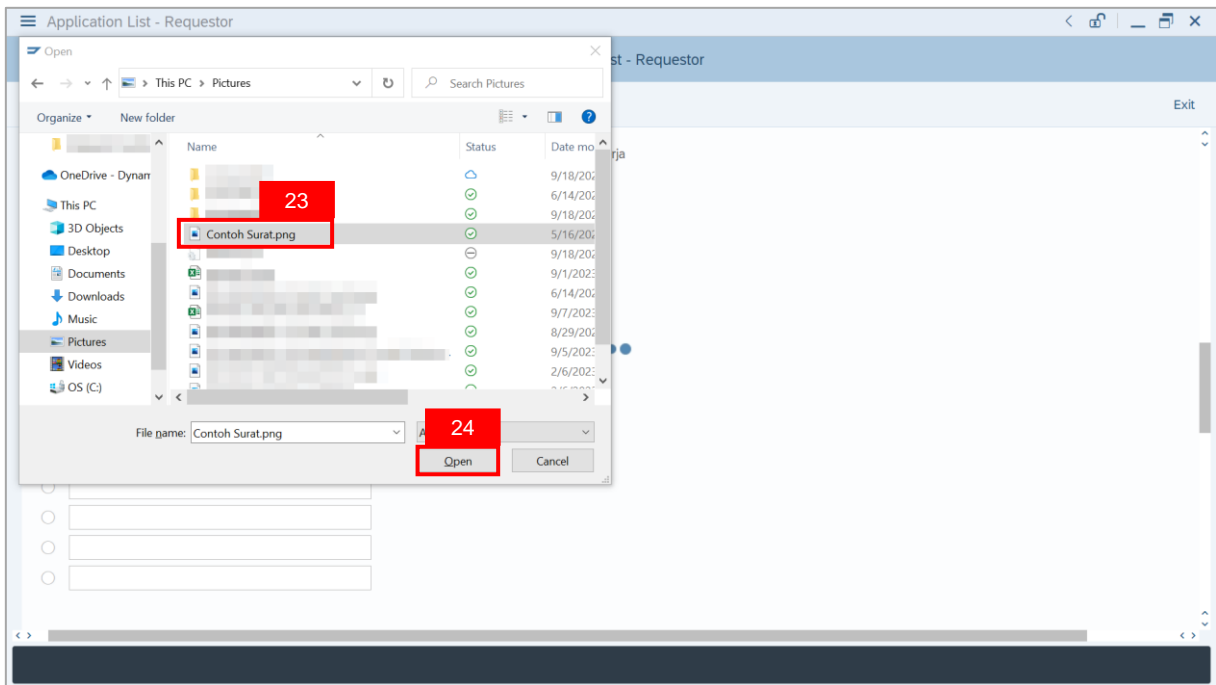 Application List - Requestor
Open
st - Requestor
This PC > Pictures
Search Pictures
Exit
Organize
New folder
Name
Status
Date mo
rja
OneDrive - Dynam
9/18/202
This PC
6/14/202
3D Objects
23
9/18/202
Desktop
Contoh Surat.png
5/16/202
Documents
9/18/202
Downloads
9/1/2023
Music
6/14/202
Pictures
9/7/2023
Videos
8/29/202
OS (C:)
9/5/2023
2/6/2023
File name:
Contoh Surat.png
A
24
Open
Cancel